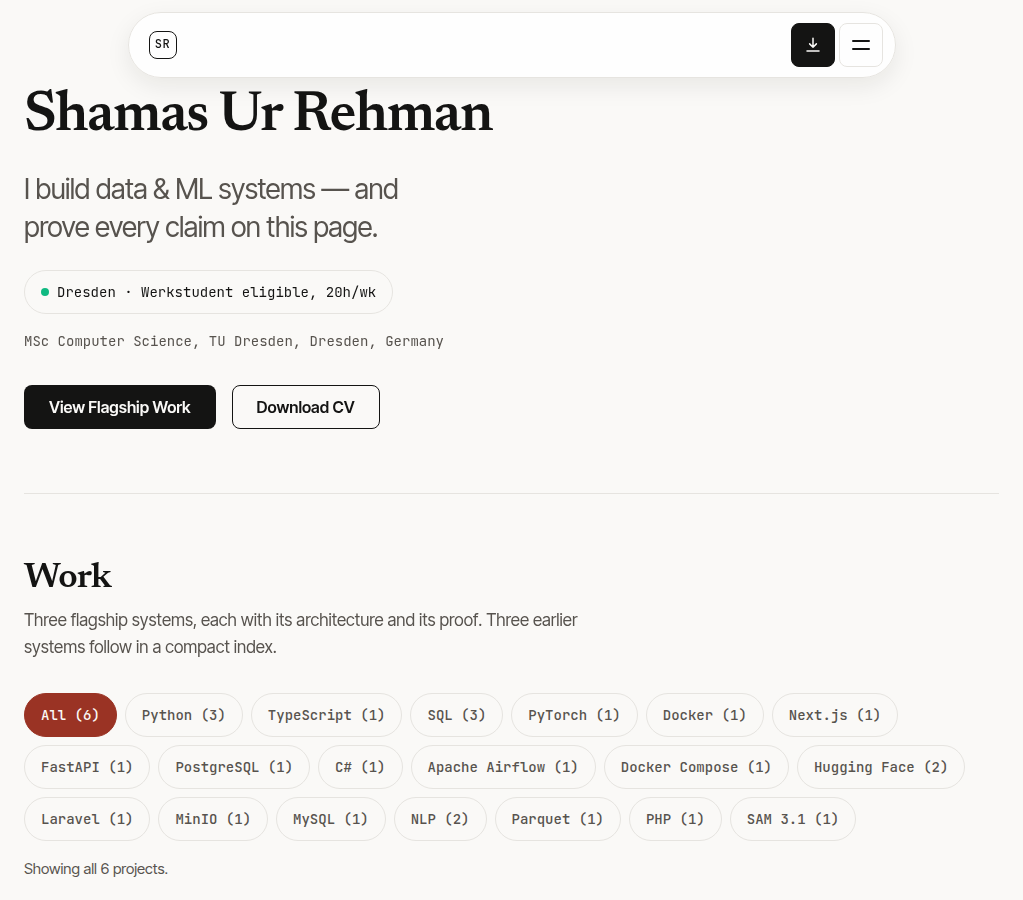 SR
Shamas Ur Rehman
I build data & ML systems — and
prove every claim on this page.
Dresden · Werkstudent eligible, 20h/wk
MSc Computer Science, TU Dresden, Dresden, Germany
View Flagship Work Download CV
Work
Three flagship systems, each with its architecture and its proof. Three earlier
systems follow in a compact index.
All (6) Python (3) TypeScript (1) SQL (3) PyTorch (1) Docker (1) Next.js (1)
FastAPI (1) PostgreSQL (1) C# (1) Apache Airflow (1) Docker Compose (1) Hugging Face (2)
Laravel (1) MinIO (1) MySQL (1) NLP (2) Parquet (1) PHP (1) SAM 3.1 (1)
Showing all 6 projects.